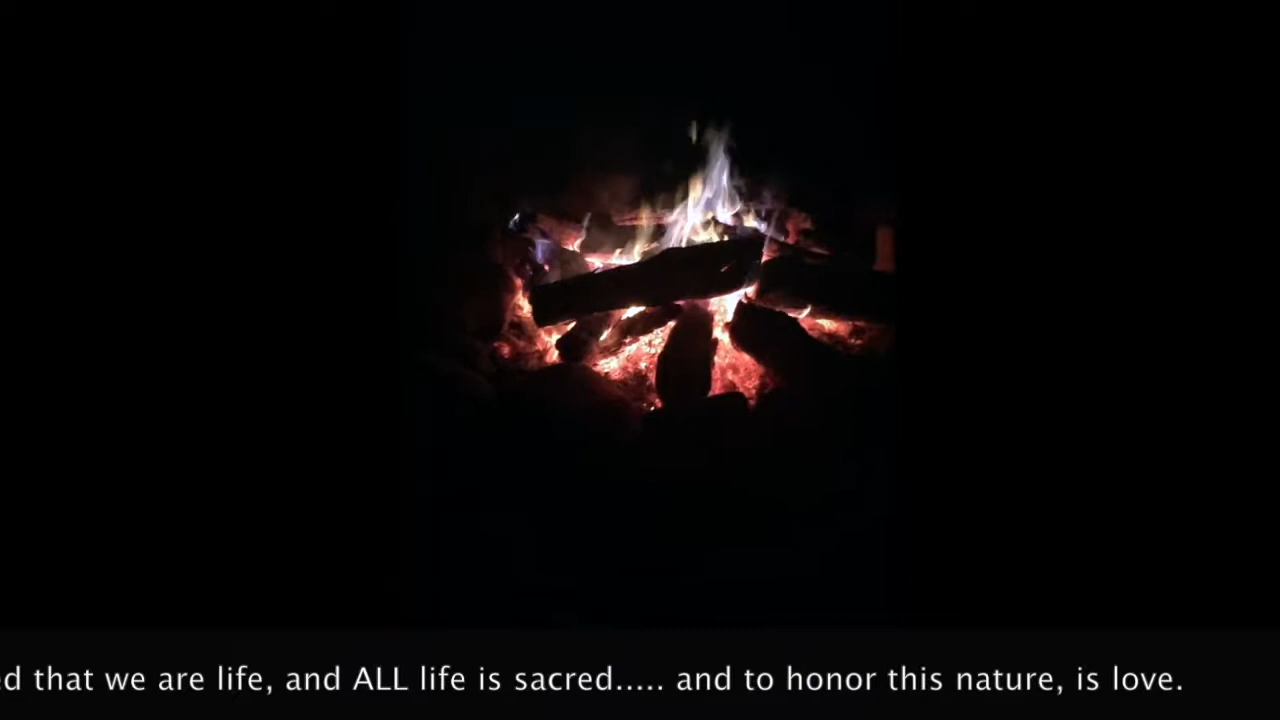 that we are life, and ALL life is sacred..... and to honor this nature, is love.